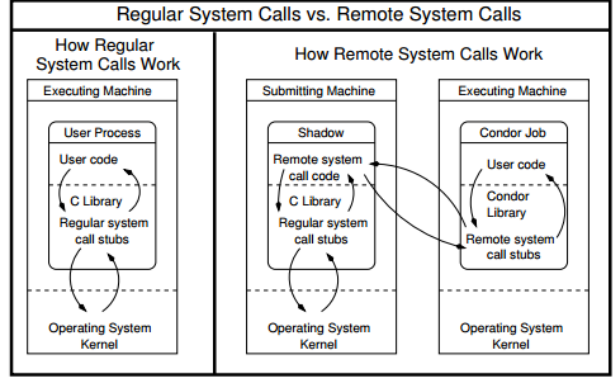 Regular System Calls vs. Remote System Calls
How Regular
System Calls Work
Executing Machine
User Process
User code
C Library
Regular system
call stubs
Operating System
Kernel
How Remote System Calls Work
Submitting Machine
Shadow
Remote system
call code
C Library
Regular system
call stubs
Operating System
Kernel
Executing Machine
Condor Job
User code
Condor
Library
Remote system
call stubs
Operating System
Kernel